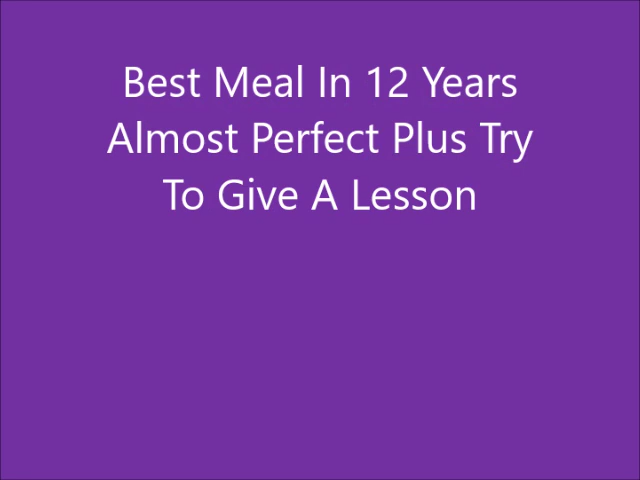 Best Meal In 12 Years
Almost Perfect Plus Try
To Give A Lesson